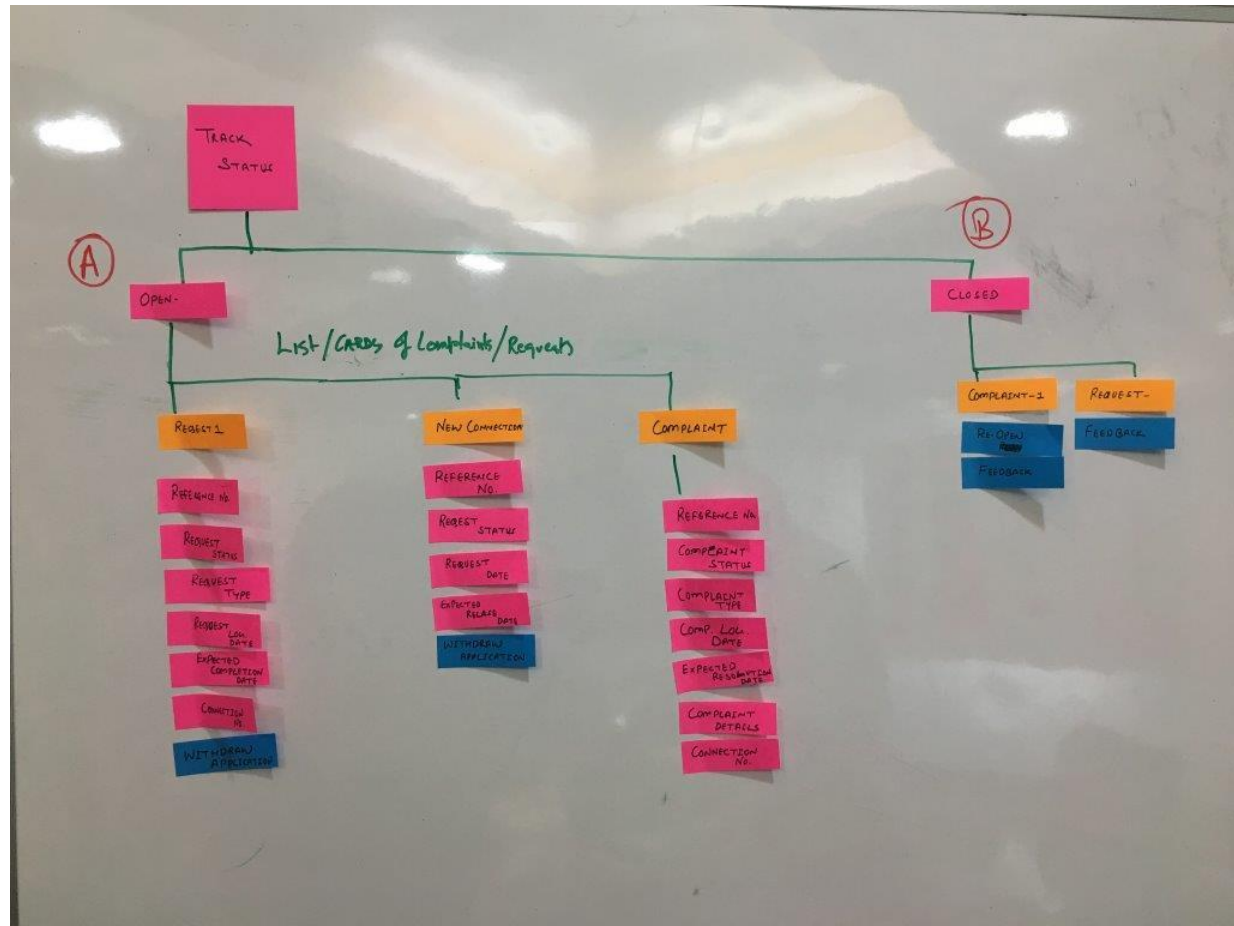 TRACK
STATUS
A
B
OPEN-
CLOSED
LIST/CARDS of Complaints/Requests
REQEST 1
REFERENCE NO.
REQUEST
STATUS
REQUEST
TYPE
REQUEST
LOG.
DATE
EXPECTED
COMPLETION
DATE
CONNECTION
NO.
WITHDRAW
APPLICATION
NEW CONNECTION
REFERENCE
NO.
REQEST
STATUS
REQUEST
DATE
EXPECTED
DATE
WITHDRAW
APPLICATION
COMPLAINT
REFERENCE NO.
COMPLAINT
STATUS
COMPLAINT
TYPE
COMP. LOG.
DATE
EXPECTED
RESOLUTION
DATE
COMPLAINT
DETAILS
CONNECTION
NO.
COMPLAINT-1
RE-OPEN
FEEDBACK
REQUEST-
FEEDBACK